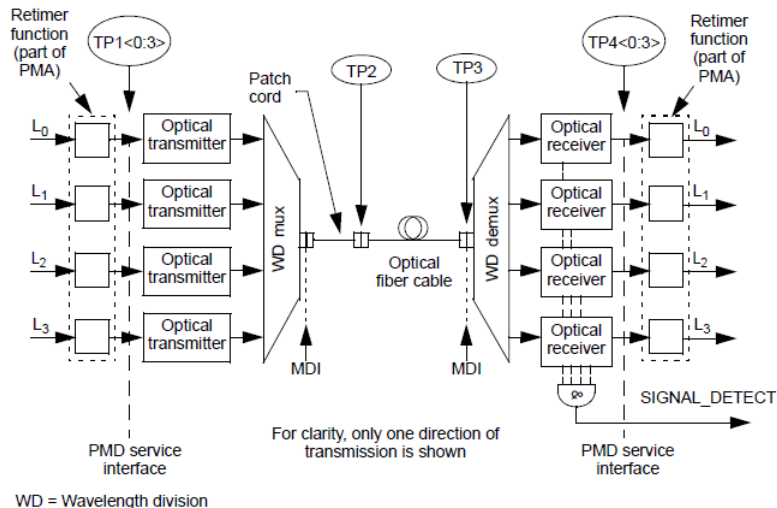 Retimer
function
(part of
PMA)
TP1<0:3>
Patch
cord
TP2
TP3
TP4<0:3>
Retimer
function
(part of
PMA)
L0
Optical
transmitter
Optical
receiver
L0
L1
Optical
transmitter
Optical
receiver
L1
WD mux
WD demux
L2
Optical
transmitter
Optical
fiber cable
Optical
receiver
L2
L3
Optical
transmitter
Optical
receiver
L3
MDI
MDI
&
SIGNAL_DETECT
PMD service
interface
For clarity, only one direction of
transmission is shown
PMD service
interface
WD = Wavelength division